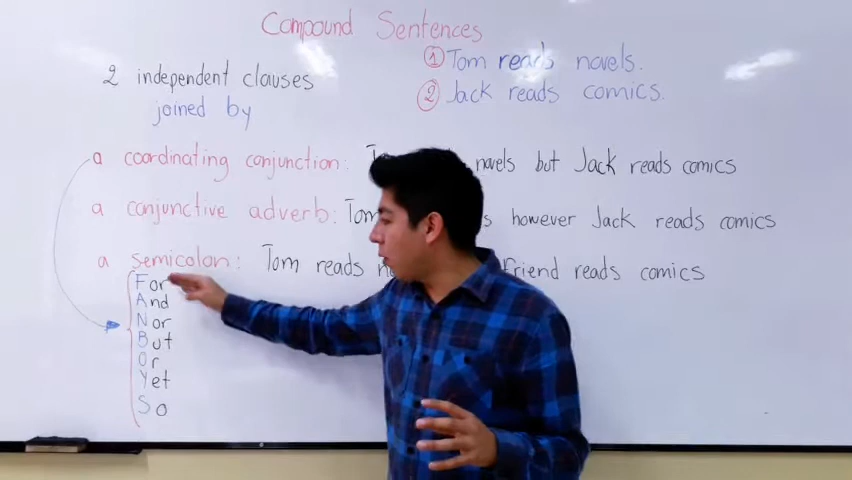 Compound Sentences
2 independent clauses
joined by
① Tom reads novels.
② Jack reads comics.
a coordinating conjunction: novels but Jack reads comics
a conjunctive adverb: Tom however Jack reads comics
a semicolon: Tom reads friend reads comics
For
And
Nor
But
Or
Yet
So